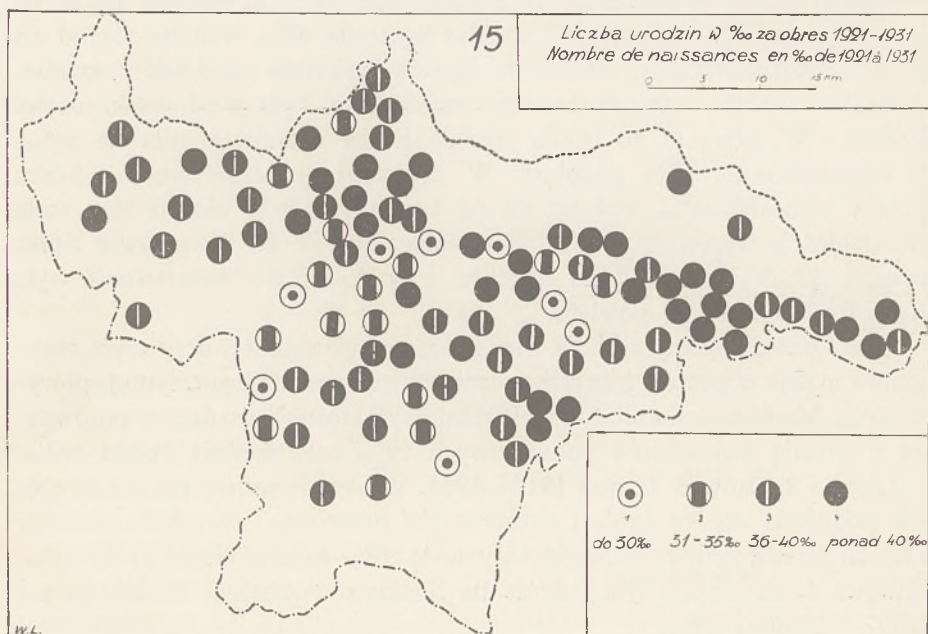 15
Liczba urodzin w ‰ za obres 1921-1931
Nombre de naissances en ‰ de 1921 à 1931
0 5 10 15 km
1 2 3 4
do 30‰ 31-35‰ 36-40‰ ponad 40‰
W.L.